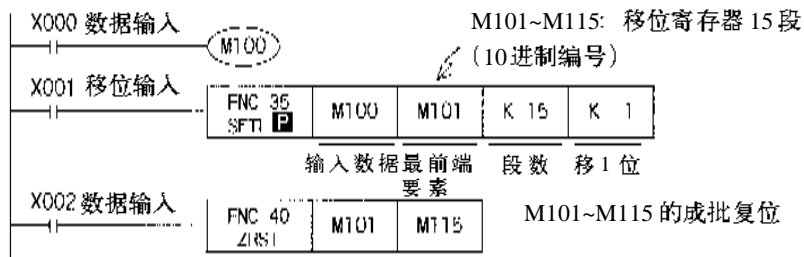 X000 数据输入
M100
M101~M115: 移位寄存器 15 段
(10 进制编号)
X001 移位输入
FNC 35
SFTL P
M100
M101
K 15
K 1
输入数据
最前端
要素
段数
移 1 位
X002 数据输入
FNC 40
ZRST
M101
M115
M101~M115 的成批复位